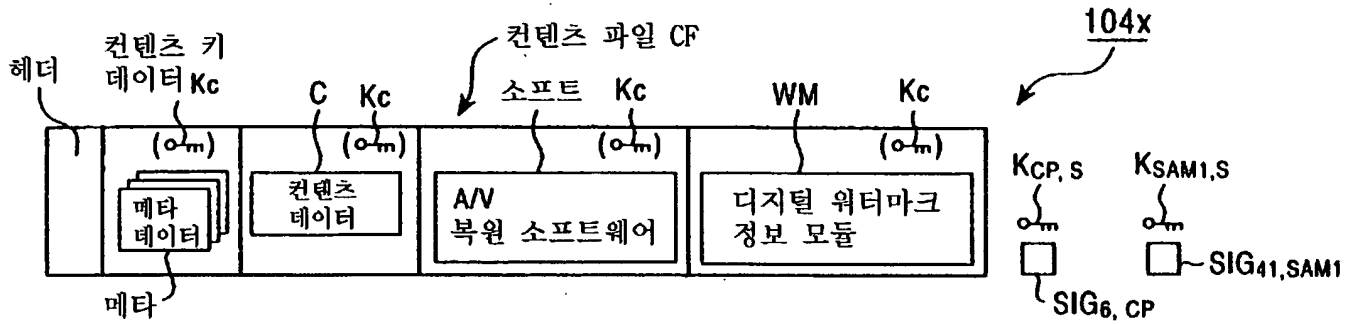 104x
컨텐츠 파일 CF
컨텐츠 키
데이터 Kc
헤더
C
Kc
소프트
Kc
WM
Kc
메타
데이터
컨텐츠
데이터
A/V
복원 소프트웨어
디지털 워터마크
정보 모듈
KCP, S
KSAM1,S
SIG6, CP
SIG41,SAM1
메타